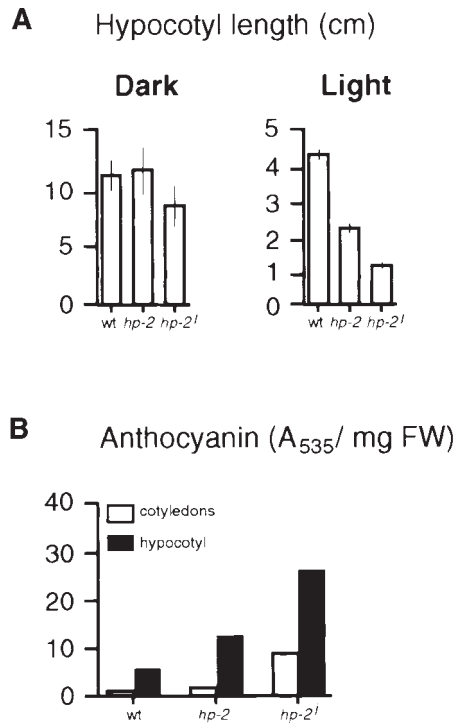 A Hypocotyl length (cm)
Dark Light
15
10
5
0
wt hp-2 hp-2ʲ
5
4
3
2
1
0
wt hp-2 hp-2ʲ
B Anthocyanin (A₅₃₅/ mg FW)
40
30
20
10
0
cotyledons
hypocotyl
wt hp-2 hp-2ʲ